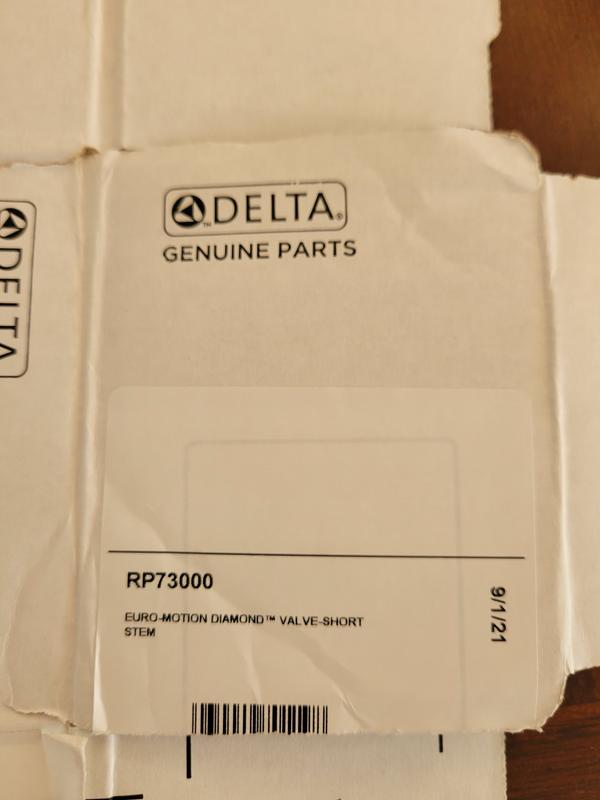 DELTA
GENUINE PARTS
DELTA
RP73000
EURO-MOTION DIAMOND™ VALVE-SHORT
STEM
9/1/21